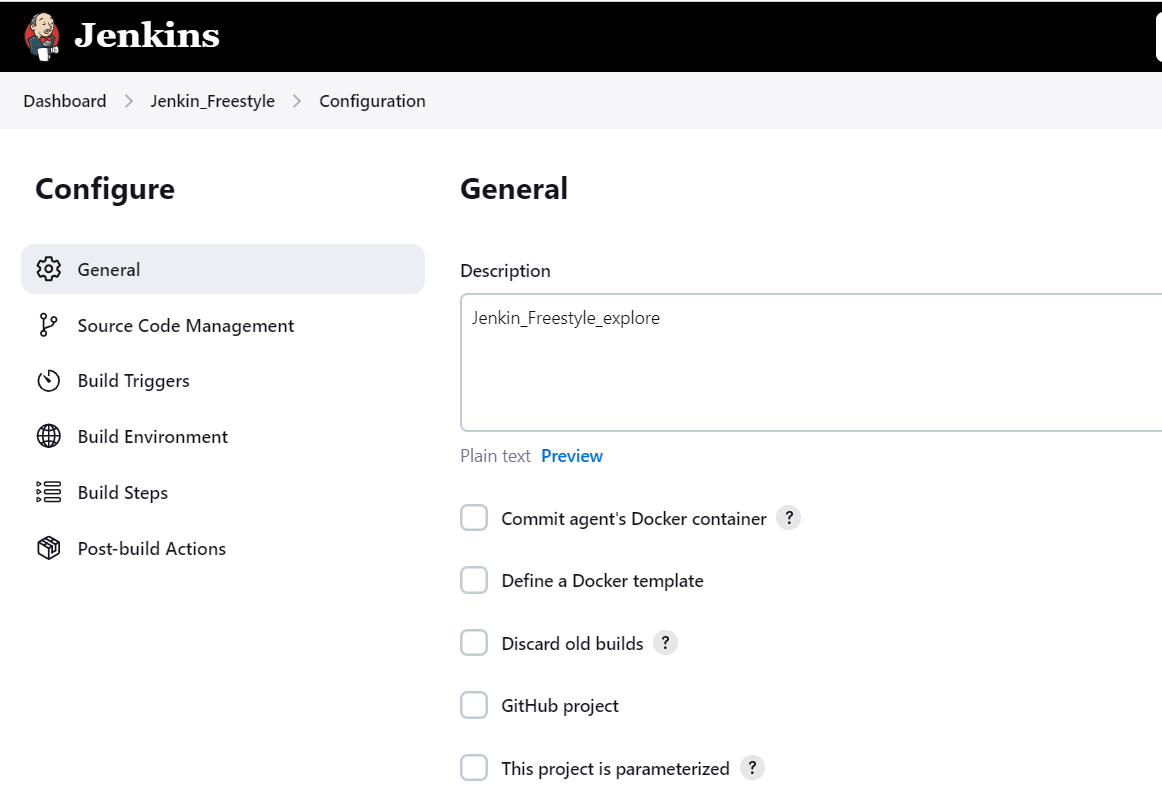 Jenkins
Dashboard > Jenkin_Freestyle > Configuration
Configure
General
Source Code Management
Build Triggers
Build Environment
Build Steps
Post-build Actions
General
Description
Jenkin_Freestyle_explore
Plain text Preview
Commit agent's Docker container ?
Define a Docker template
Discard old builds ?
GitHub project
This project is parameterized ?